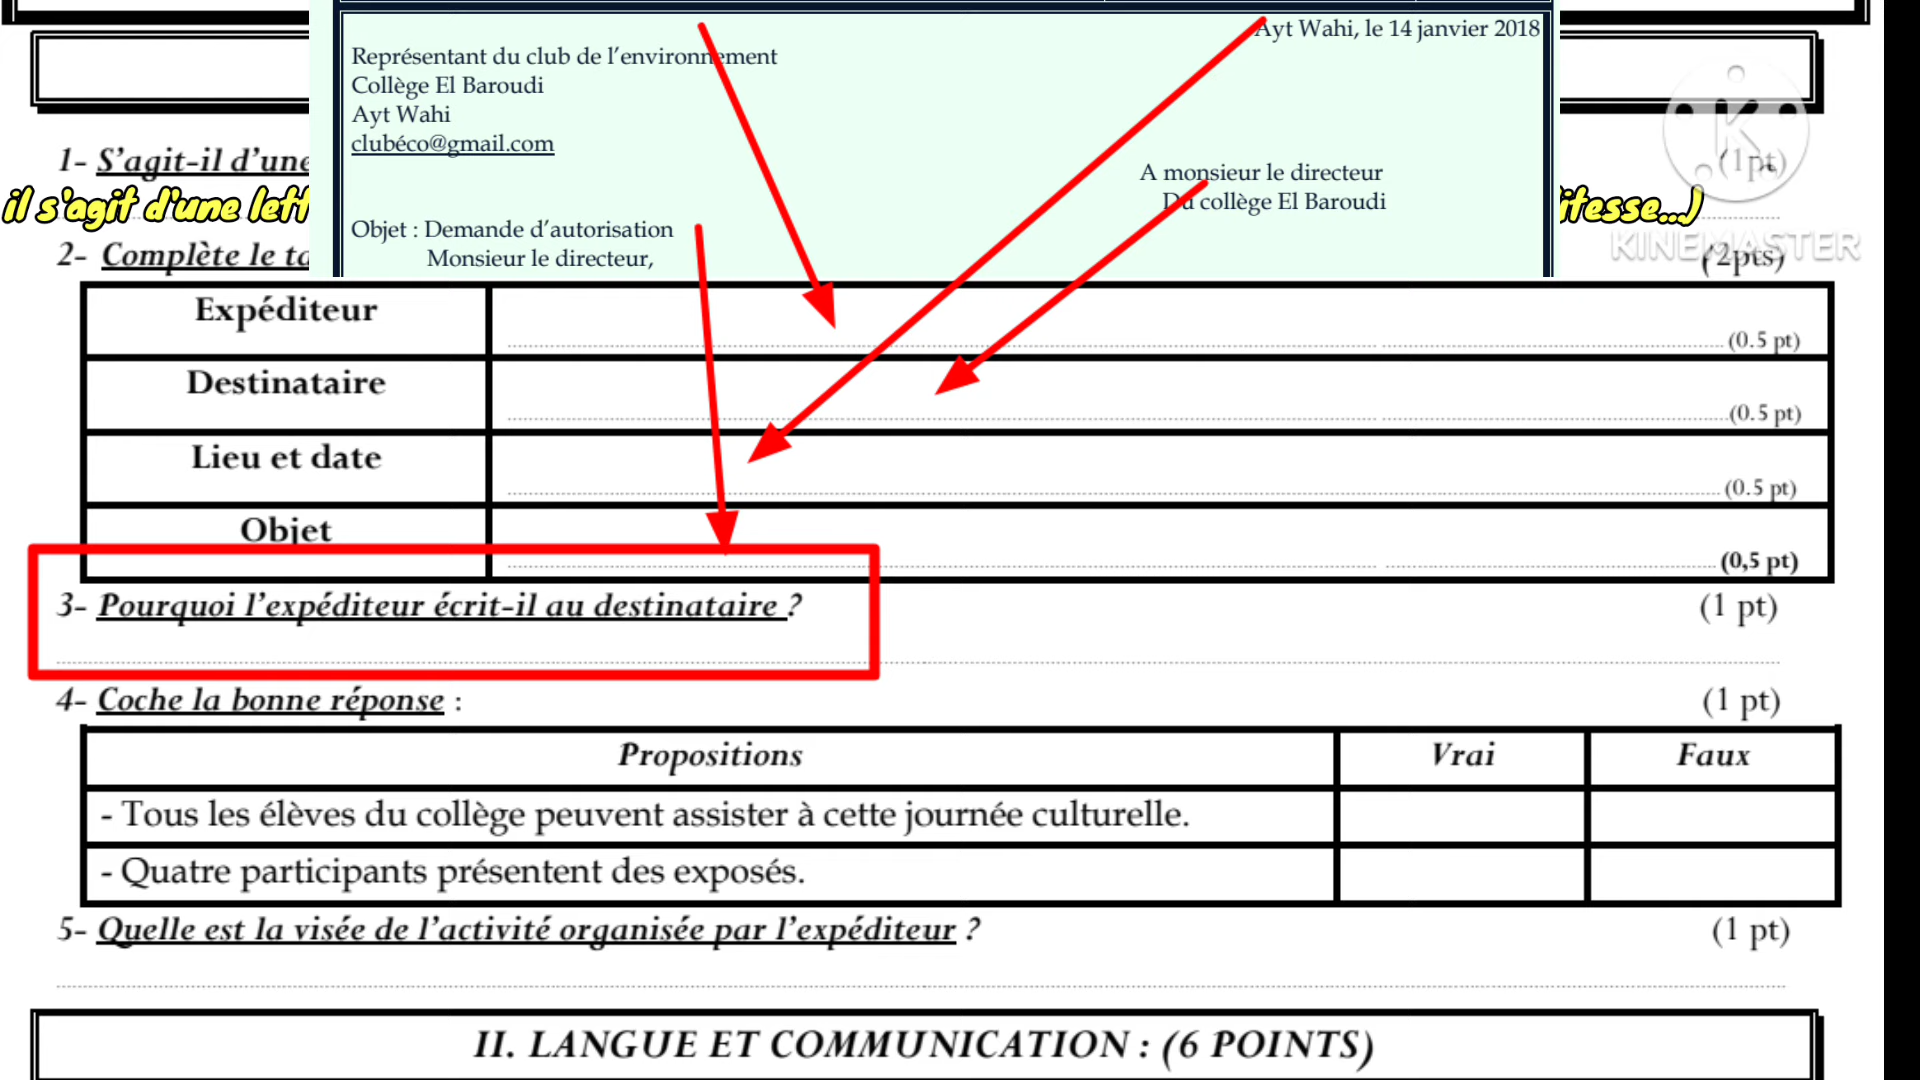 Ayt Wahi, le 14 janvier 2018
Représentant du club de l'environnement
Collège El Baroudi
Ayt Wahi
clubéco@gmail.com
A monsieur le directeur
Du collège El Baroudi
Objet : Demande d'autorisation
Monsieur le directeur,
1- S'agit-il d'une (1pt)
il s'agit d'une
2- Complète le (2pts)
KINEMASTER
Expéditeur (0.5 pt)
Destinataire (0.5 pt)
Lieu et date (0.5 pt)
Objet (0,5 pt)
3- Pourquoi l'expéditeur écrit-il au destinataire ? (1 pt)
4- Coche la bonne réponse : (1 pt)
Propositions Vrai Faux
- Tous les élèves du collège peuvent assister à cette journée culturelle.
- Quatre participants présentent des exposés.
5- Quelle est la visée de l'activité organisée par l'expéditeur ? (1 pt)
II. LANGUE ET COMMUNICATION : (6 POINTS)